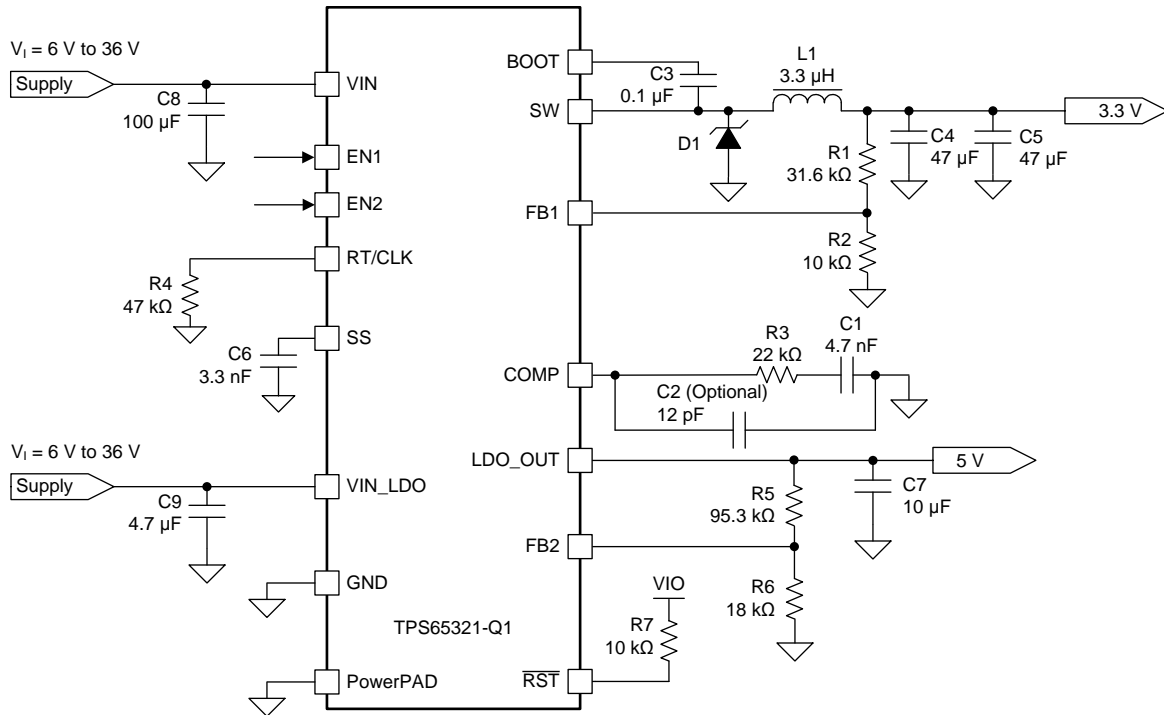 V_I = 6 V to 36 V
Supply
C8
100 µF
VIN
EN1
EN2
RT/CLK
R4
47 kΩ
SS
C6
3.3 nF
V_I = 6 V to 36 V
Supply
C9
4.7 µF
VIN_LDO
GND
PowerPAD
TPS65321-Q1
BOOT
C3
0.1 µF
SW
D1
L1
3.3 µH
R1
31.6 kΩ
C4
47 µF
C5
47 µF
3.3 V
FB1
R2
10 kΩ
COMP
R3
22 kΩ
C1
4.7 nF
C2 (Optional)
12 pF
LDO_OUT
5 V
R5
95.3 kΩ
C7
10 µF
FB2
R6
18 kΩ
VIO
R7
10 kΩ
RST